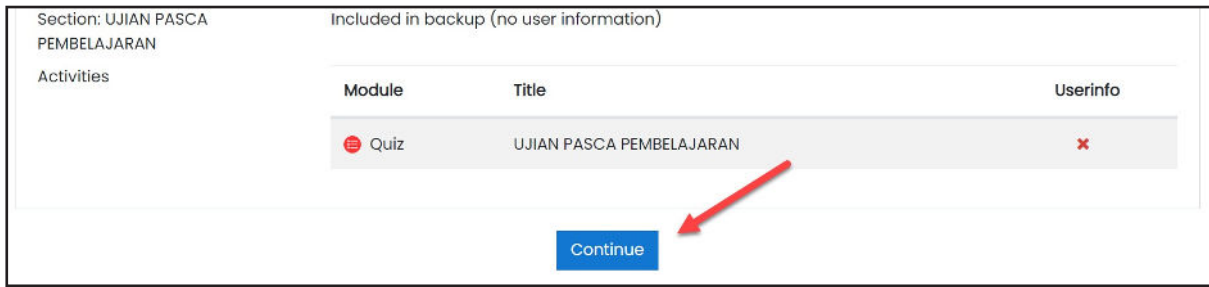 Section: UJIAN PASCA
PEMBELAJARAN
Included in backup (no user information)
Activities
Module Title Userinfo
Quiz UJIAN PASCA PEMBELAJARAN
Continue